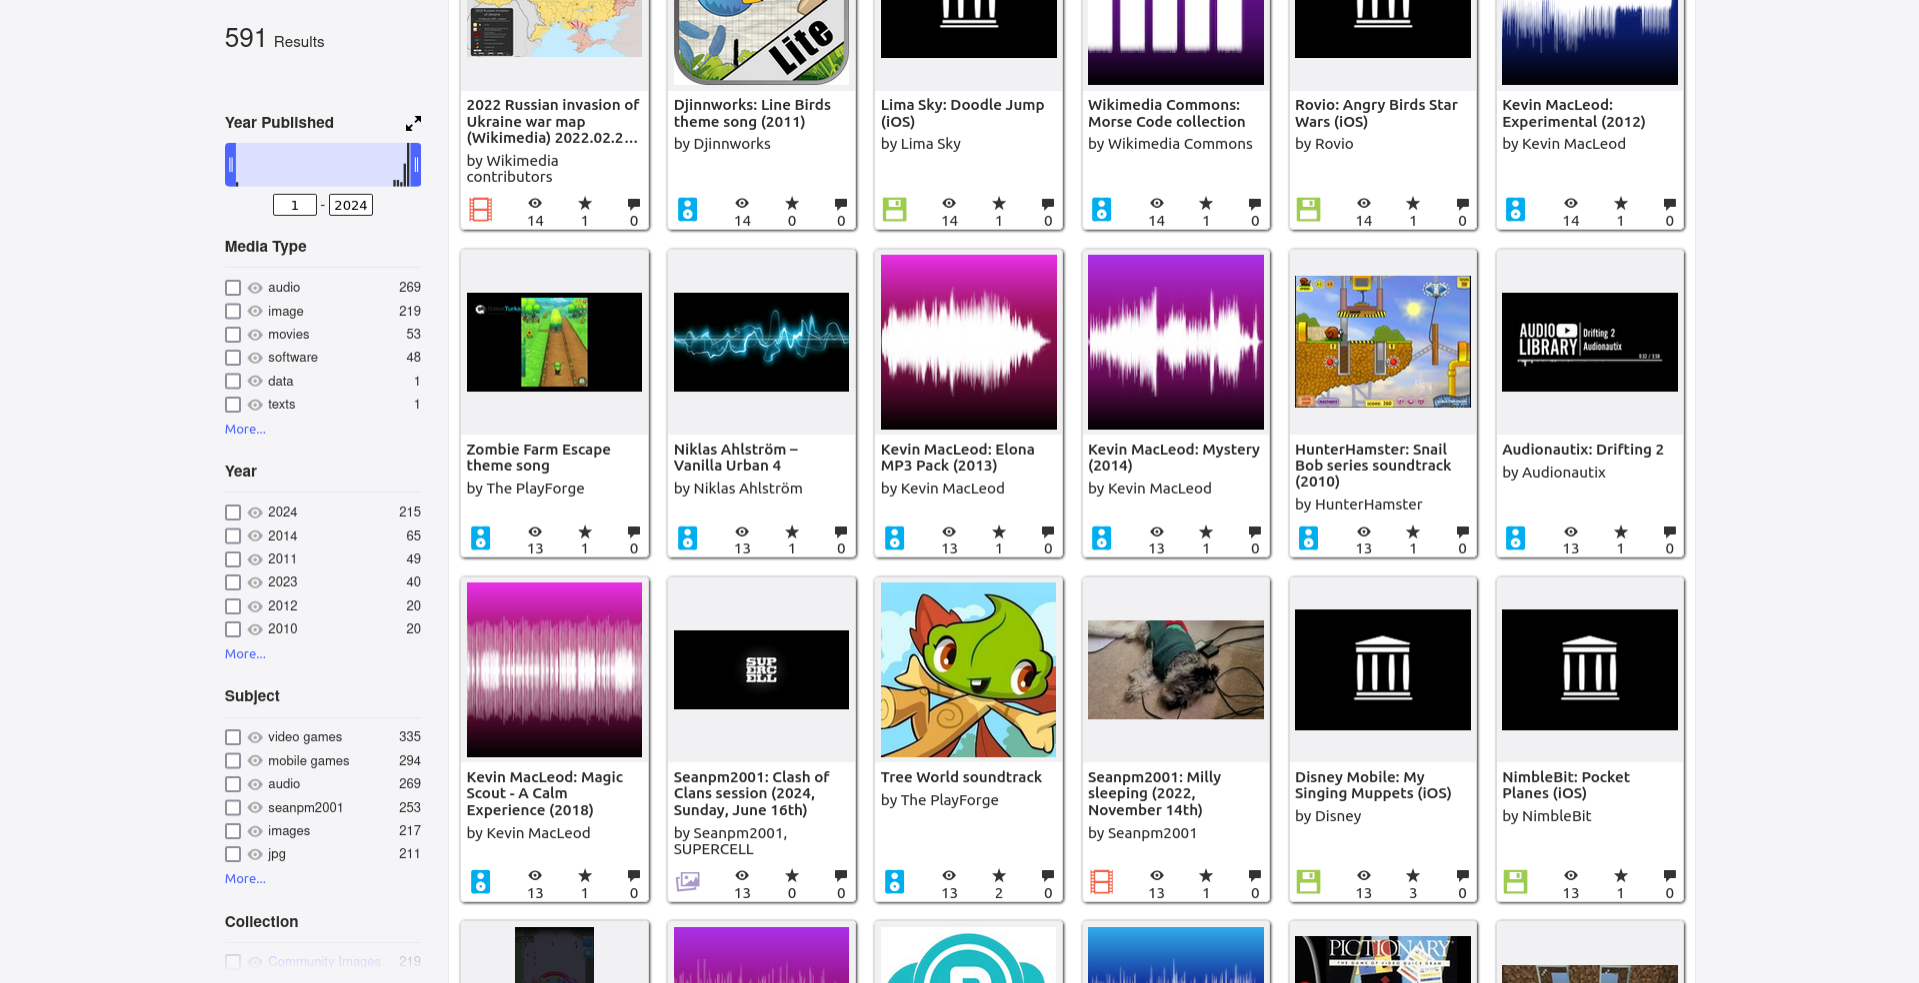 591 Results
Year Published
1 - 2024
Media Type
audio 269
image 219
movies 53
software 48
data 1
texts 1
More...
Year
2024 215
2014 65
2011 49
2023 40
2012 20
2010 20
More...
Subject
video games 335
mobile games 294
audio 269
seanpm2001 253
images 217
jpg 211
More...
Collection
Community Images 219
2022 Russian invasion of
Ukraine war map
(Wikimedia) 2022.02.2...
by Wikimedia
contributors
14 1 0
Lite
Djinnworks: Line Birds
theme song (2011)
by Djinnworks
14 0 0
Lima Sky: Doodle Jump
(iOS)
by Lima Sky
14 1 0
Wikimedia Commons:
Morse Code collection
by Wikimedia Commons
14 1 0
Rovio: Angry Birds Star
Wars (iOS)
by Rovio
14 1 0
Kevin MacLeod:
Experimental (2012)
by Kevin MacLeod
14 1 0
Zombie Farm Escape
theme song
by The PlayForge
13 1 0
Niklas Ahlström –
Vanilla Urban 4
by Niklas Ahlström
13 1 0
Kevin MacLeod: Elona
MP3 Pack (2013)
by Kevin MacLeod
13 1 0
Kevin MacLeod: Mystery
(2014)
by Kevin MacLeod
13 1 0
HunterHamster: Snail
Bob series soundtrack
(2010)
by HunterHamster
13 1 0
AUDIO LIBRARY
Drifting 2
Audionautix
Audionautix: Drifting 2
by Audionautix
13 1 0
Kevin MacLeod: Magic
Scout - A Calm
Experience (2018)
by Kevin MacLeod
13 1 0
SUP
ERC
ELL
Seanpm2001: Clash of
Clans session (2024,
Sunday, June 16th)
by Seanpm2001,
SUPERCELL
13 0 0
Tree World soundtrack
by The PlayForge
13 2 0
Seanpm2001: Milly
sleeping (2022,
November 14th)
by Seanpm2001
13 1 0
Disney Mobile: My
Singing Muppets (iOS)
by Disney
13 3 0
NimbleBit: Pocket
Planes (iOS)
by NimbleBit
13 1 0
PICTIONARY
THE GAME OF VIDEO QUICK DRAW